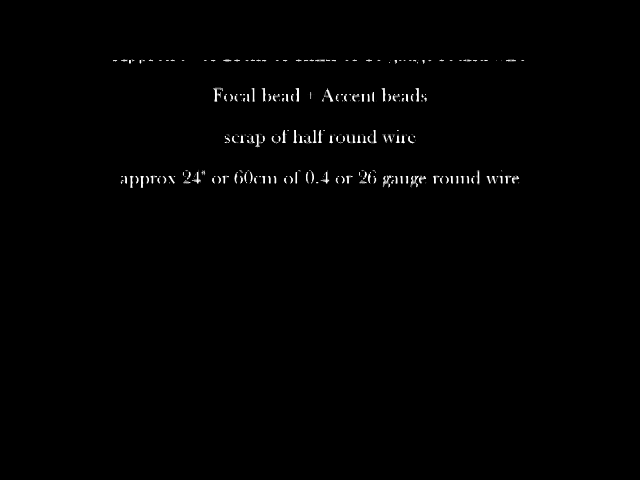 Focal bead + Accent beads
scrap of half round wire
approx 24" or 60cm of 0.4 or 26 gauge round wire